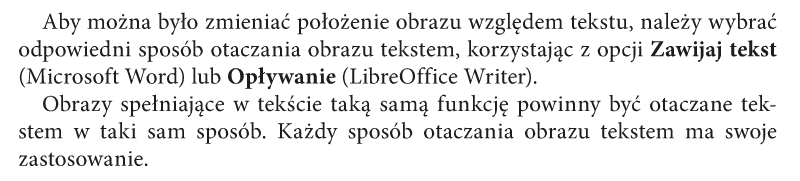 Aby można było zmieniać położenie obrazu względem tekstu, należy wybrać
odpowiedni sposób otaczania obrazu tekstem, korzystając z opcji Zawijaj tekst
(Microsoft Word) lub Opływanie (LibreOffice Writer).
Obrazy spełniające w tekście taką samą funkcję powinny być otaczane tek-
stem w taki sam sposób. Każdy sposób otaczania obrazu tekstem ma swoje
zastosowanie.